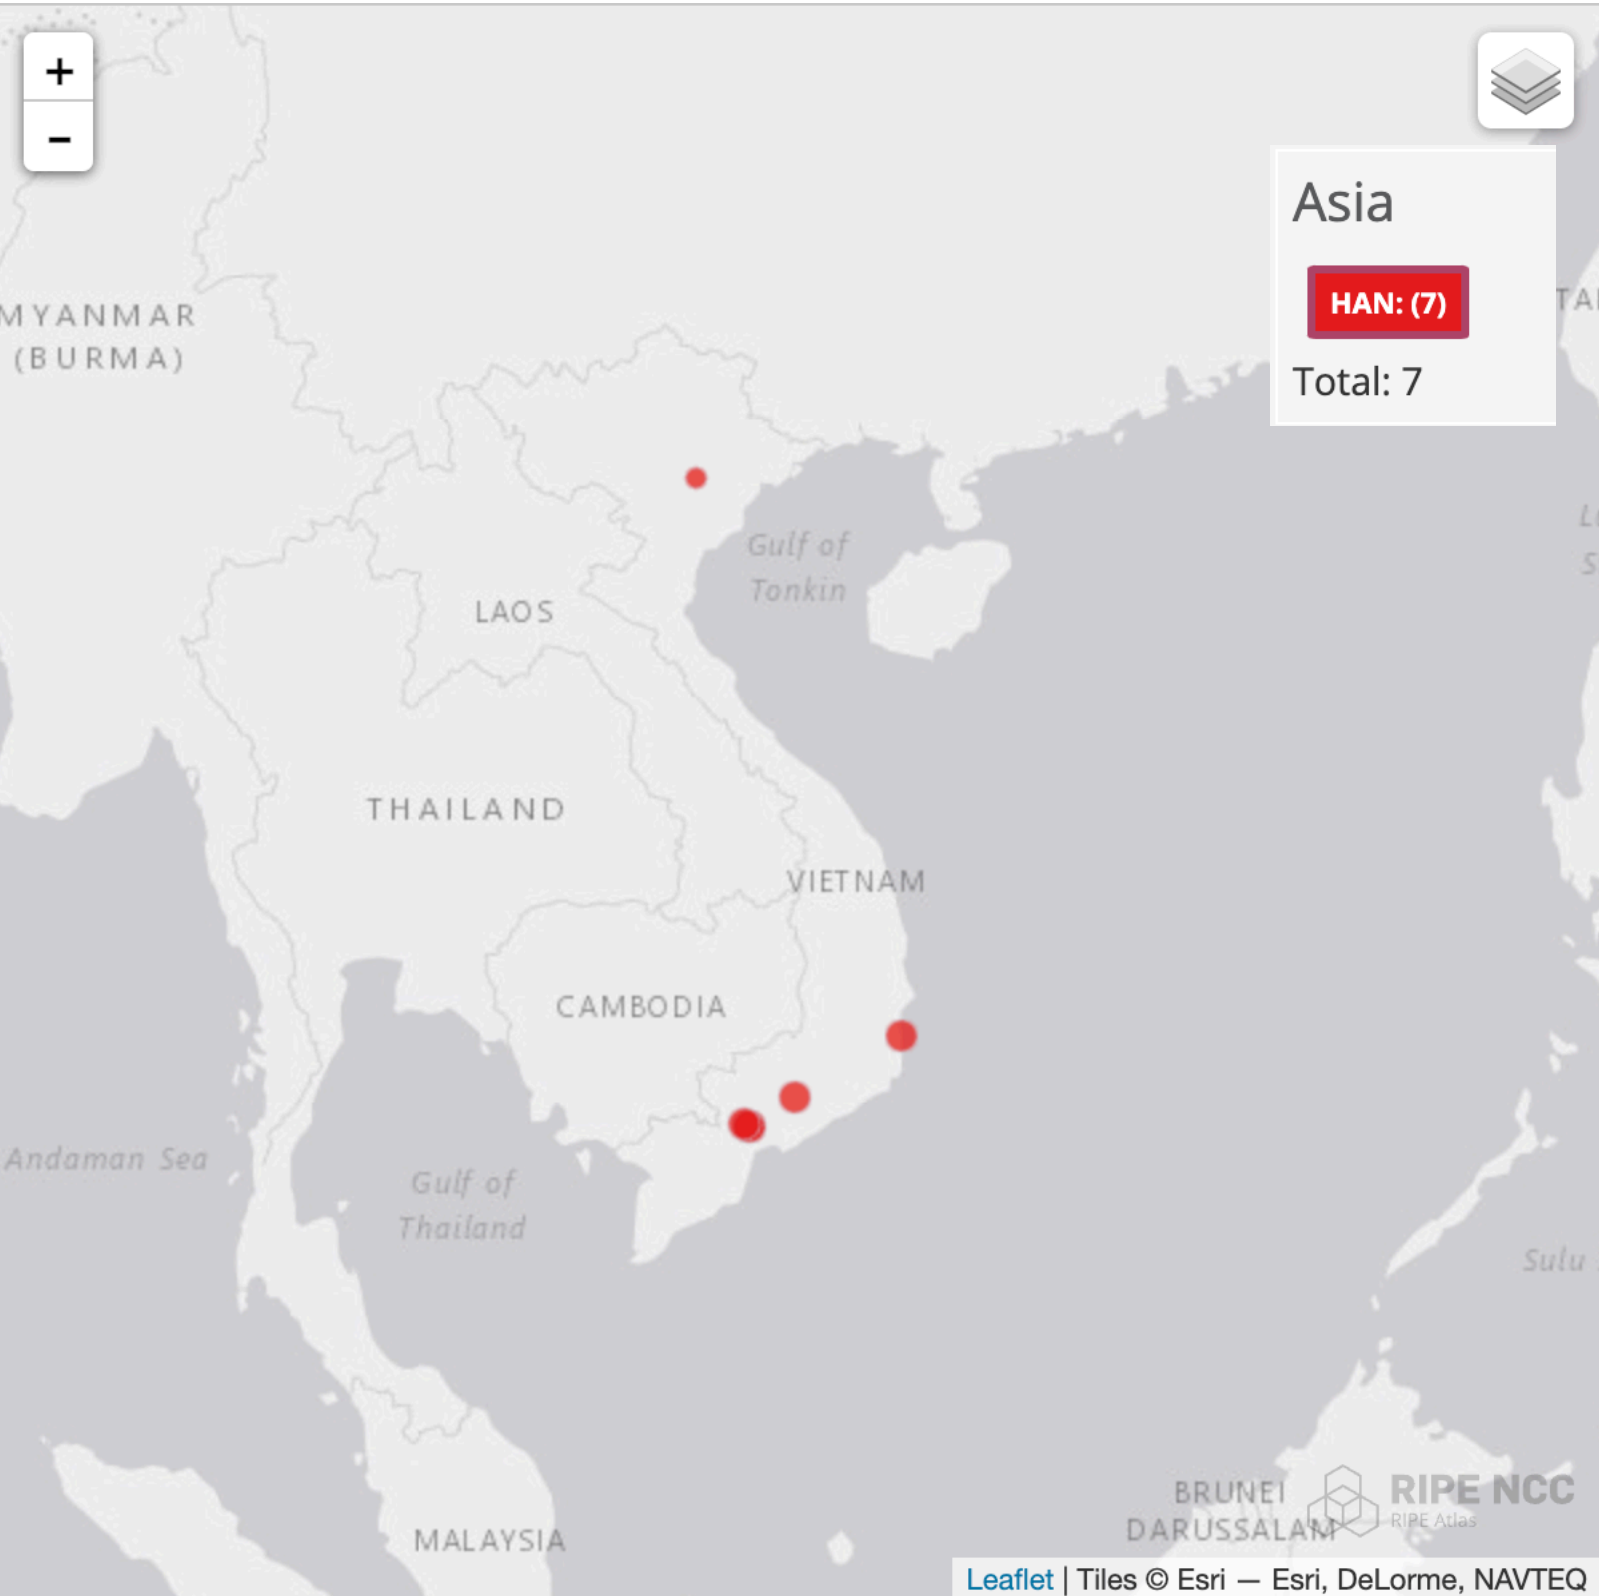 +
-
Asia
HAN: (7)
Total: 7
MYANMAR
(BURMA)
Gulf of
Tonkin
LAOS
THAILAND
VIETNAM
CAMBODIA
Andaman Sea
Gulf of
Thailand
Sulu
MALAYSIA
BRUNEI
DARUSSALAM
RIPE NCC
RIPE Atlas
Leaflet | Tiles © Esri — Esri, DeLorme, NAVTEQ